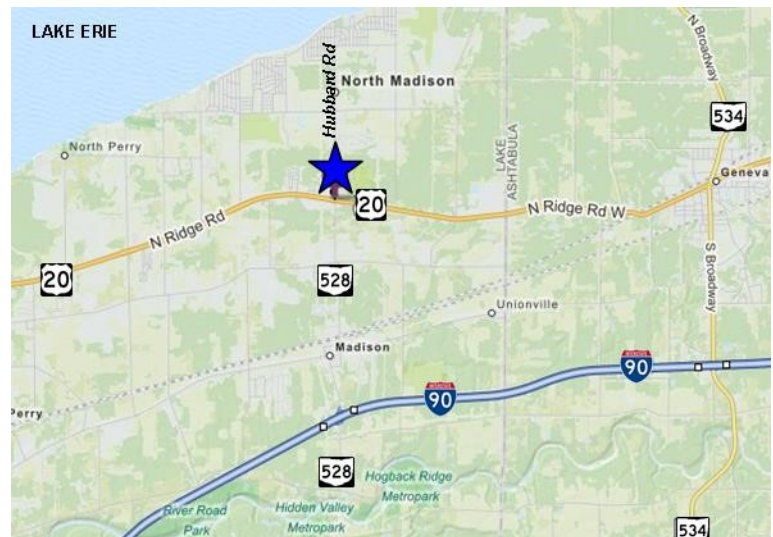 LAKE ERIE
Hubbard Rd
North Madison
N Broadway
534
North Perry
LAKE
ASHTABULA
Geneva
20
N Ridge Rd
N Ridge Rd W
20
528
S Broadway
Unionville
Madison
90
90
Perry
528
Hogback Ridge
Metropark
River Road
Park
Hidden Valley
Metropark
534